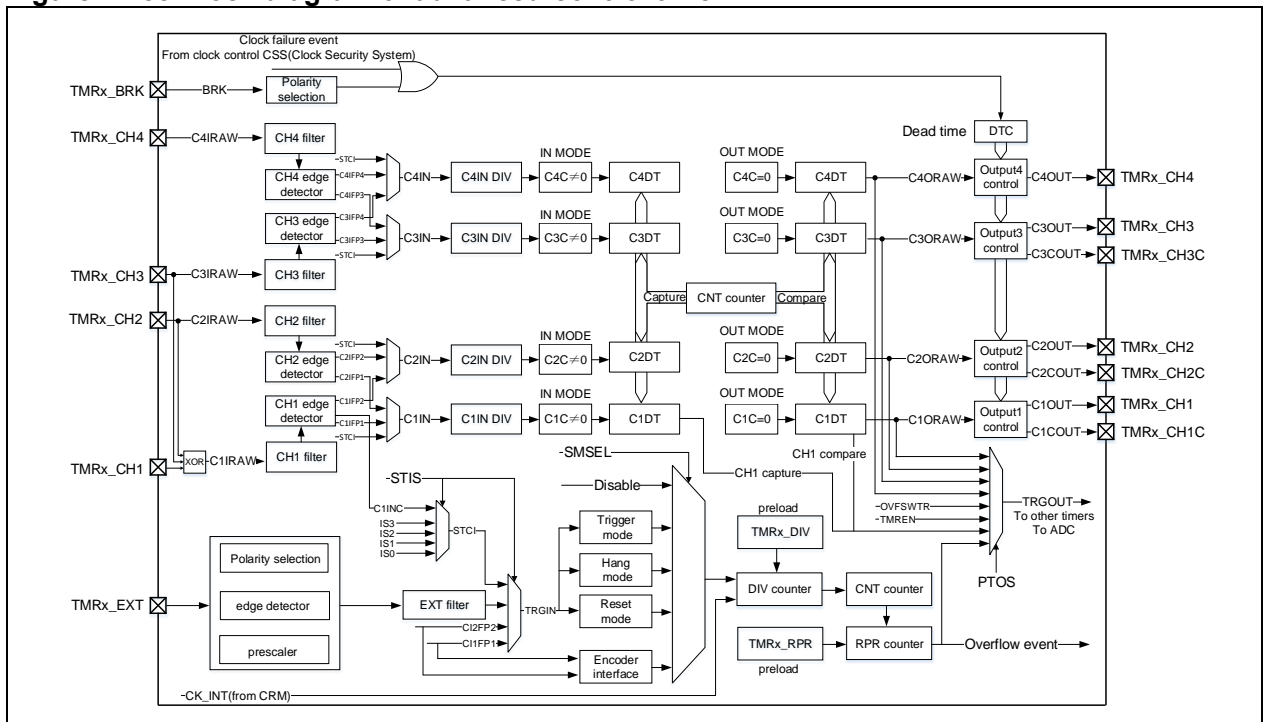 Clock failure event
From clock control CSS(Clock Security System)
TMRx_BRK
BRK
Polarity
selection
TMRx_CH4
C4IRAW
CH4 filter
Dead time
DTC
STCI
C4IFP4
C4IFP3
CH4 edge
detector
C4IN
C4IN DIV
IN MODE
C4C≠0
C4DT
OUT MODE
C4C=0
C4DT
C4ORAW
Output4
control
C4OUT
TMRx_CH4
CH3 edge
detector
C3IFP4
C3IFP3
STCI
C3IN
C3IN DIV
IN MODE
C3C≠0
C3DT
OUT MODE
C3C=0
C3DT
C3ORAW
Output3
control
C3OUT
TMRx_CH3
C3COUT
TMRx_CH3C
TMRx_CH3
C3IRAW
CH3 filter
Capture
CNT counter
Compare
TMRx_CH2
C2IRAW
CH2 filter
STCI
C2IFP2
C2IFP1
CH2 edge
detector
C2IN
C2IN DIV
IN MODE
C2C≠0
C2DT
OUT MODE
C2C=0
C2DT
C2ORAW
Output2
control
C2OUT
TMRx_CH2
C2COUT
TMRx_CH2C
CH1 edge
detector
C1IFP2
C1IFP1
STCI
C1IN
C1IN DIV
IN MODE
C1C≠0
C1DT
OUT MODE
C1C=0
C1DT
C1ORAW
Output1
control
C1OUT
TMRx_CH1
C1COUT
TMRx_CH1C
TMRx_CH1
XOR
C1IRAW
CH1 filter
CH1 capture
CH1 compare
STIS
C1INC
IS3
IS2
IS1
IS0
STCI
SMSEL
Disable
Trigger
mode
Hang
mode
Reset
mode
Encoder
interface
preload
TMRx_DIV
OVFSWTR
TMREN
TRGOUT
To other timers
To ADC
PTOS
TMRx_EXT
Polarity selection
edge detector
prescaler
EXT filter
CI2FP2
CI1FP1
TRGIN
DIV counter
CNT counter
TMRx_RPR
preload
RPR counter
Overflow event
CK_INT(from CRM)